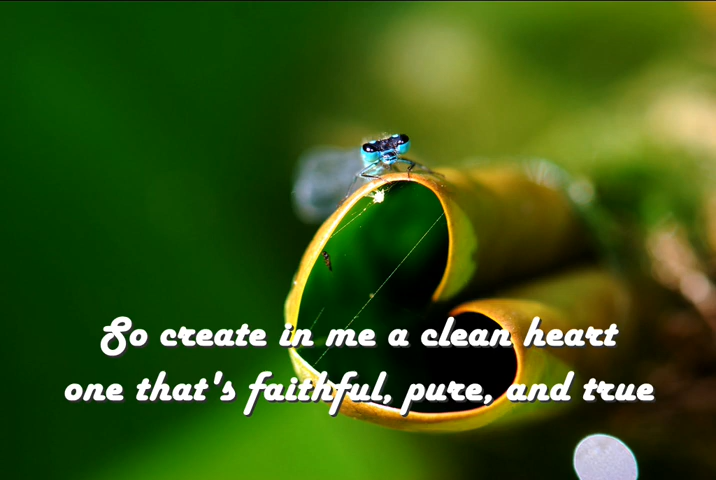 So create in me a clean heart
one that's faithful, pure, and true